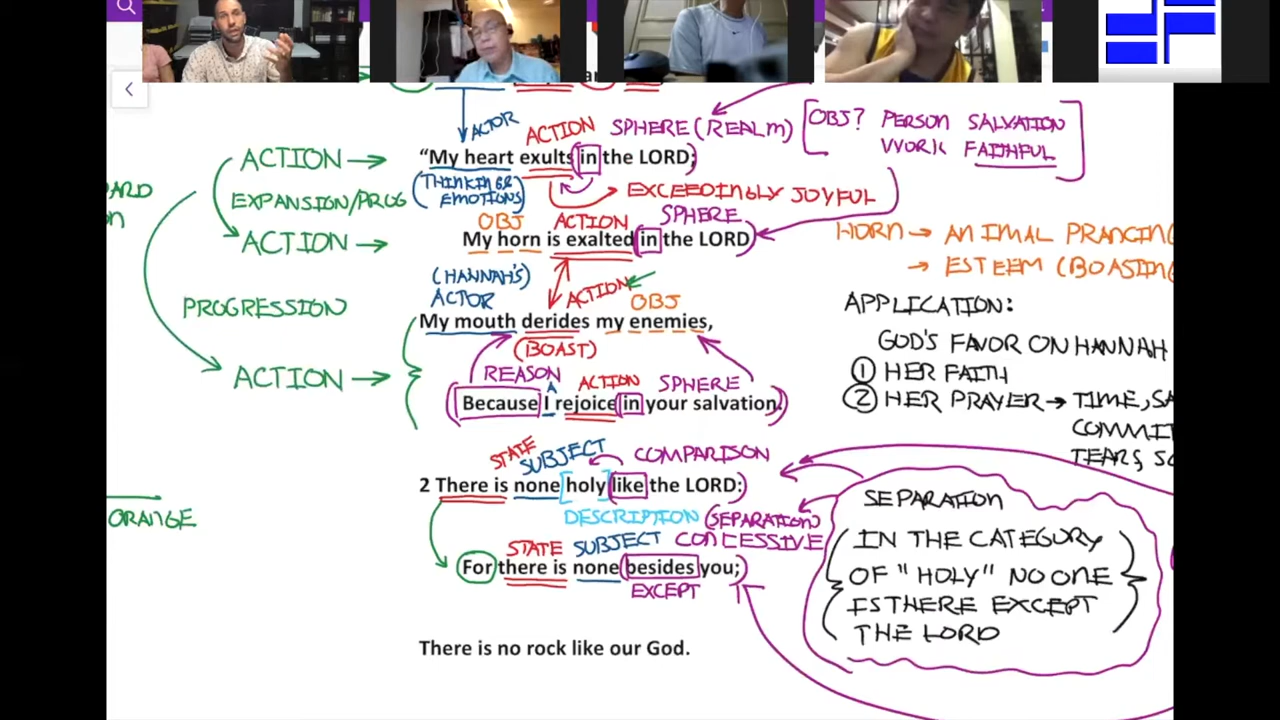 ACTOR
ACTION SPHERE (REALM) [OBJ? PERSON SALVATION
WORK FAITHFUL]
ACTION →
"My heart exults in the LORD;)
(THINKING &
EMOTIONS)
EXCEEDINGLY JOYFUL
EXPANSION/PROG
OBJ ACTION SPHERE
ACTION →
My horn is exalted (in the LORD)
HORN → ANIMAL PRANCING
→ ESTEEM (BOASTING
(HANNAH'S)
ACTOR ACTION OBJ
PROGRESSION
My mouth derides my enemies,
(BOAST)
APPLICATION:
GOD'S FAVOR ON HANNAH
① HER FAITH
② HER PRAYER → TIME, SA
COMMIT
TEARS, SO
ACTION →
REASON A ACTION SPHERE
(Because I rejoice in your salvation.)
STATE SUBJECT COMPARISON
2 There is none [holy] (like the LORD:)
DESCRIPTION (SEPARATION)
ORANGE
STATE SUBJECT CONCESSIVE
For there is none (besides you;)
EXCEPT
SEPARATION
IN THE CATEGORY
OF "HOLY" NO ONE
IS THERE EXCEPT
THE LORD
There is no rock like our God.